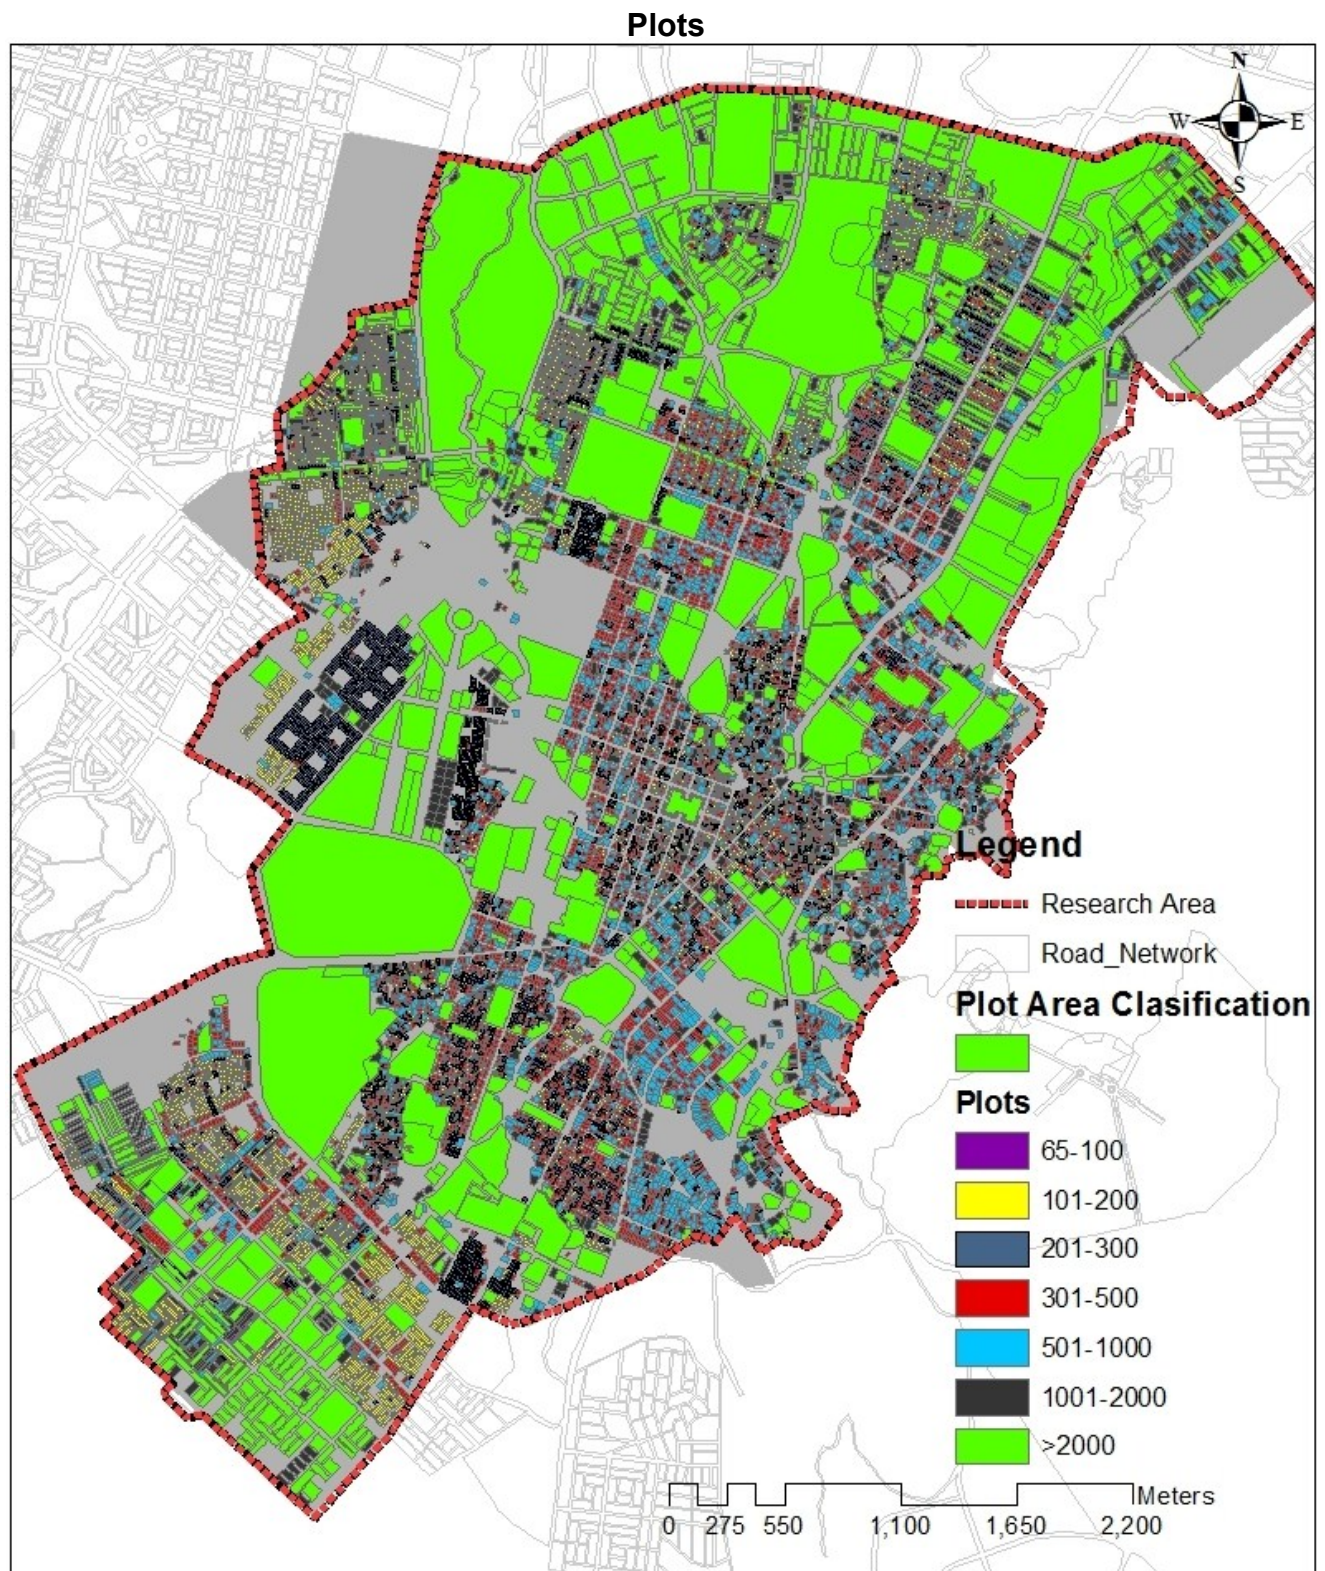 Plots
N
W E
S
Legend
Research Area
Road_Network
Plot Area Clasification
Plots
65-100
101-200
201-300
301-500
501-1000
1001-2000
>2000
Meters
0 275 550 1,100 1,650 2,200